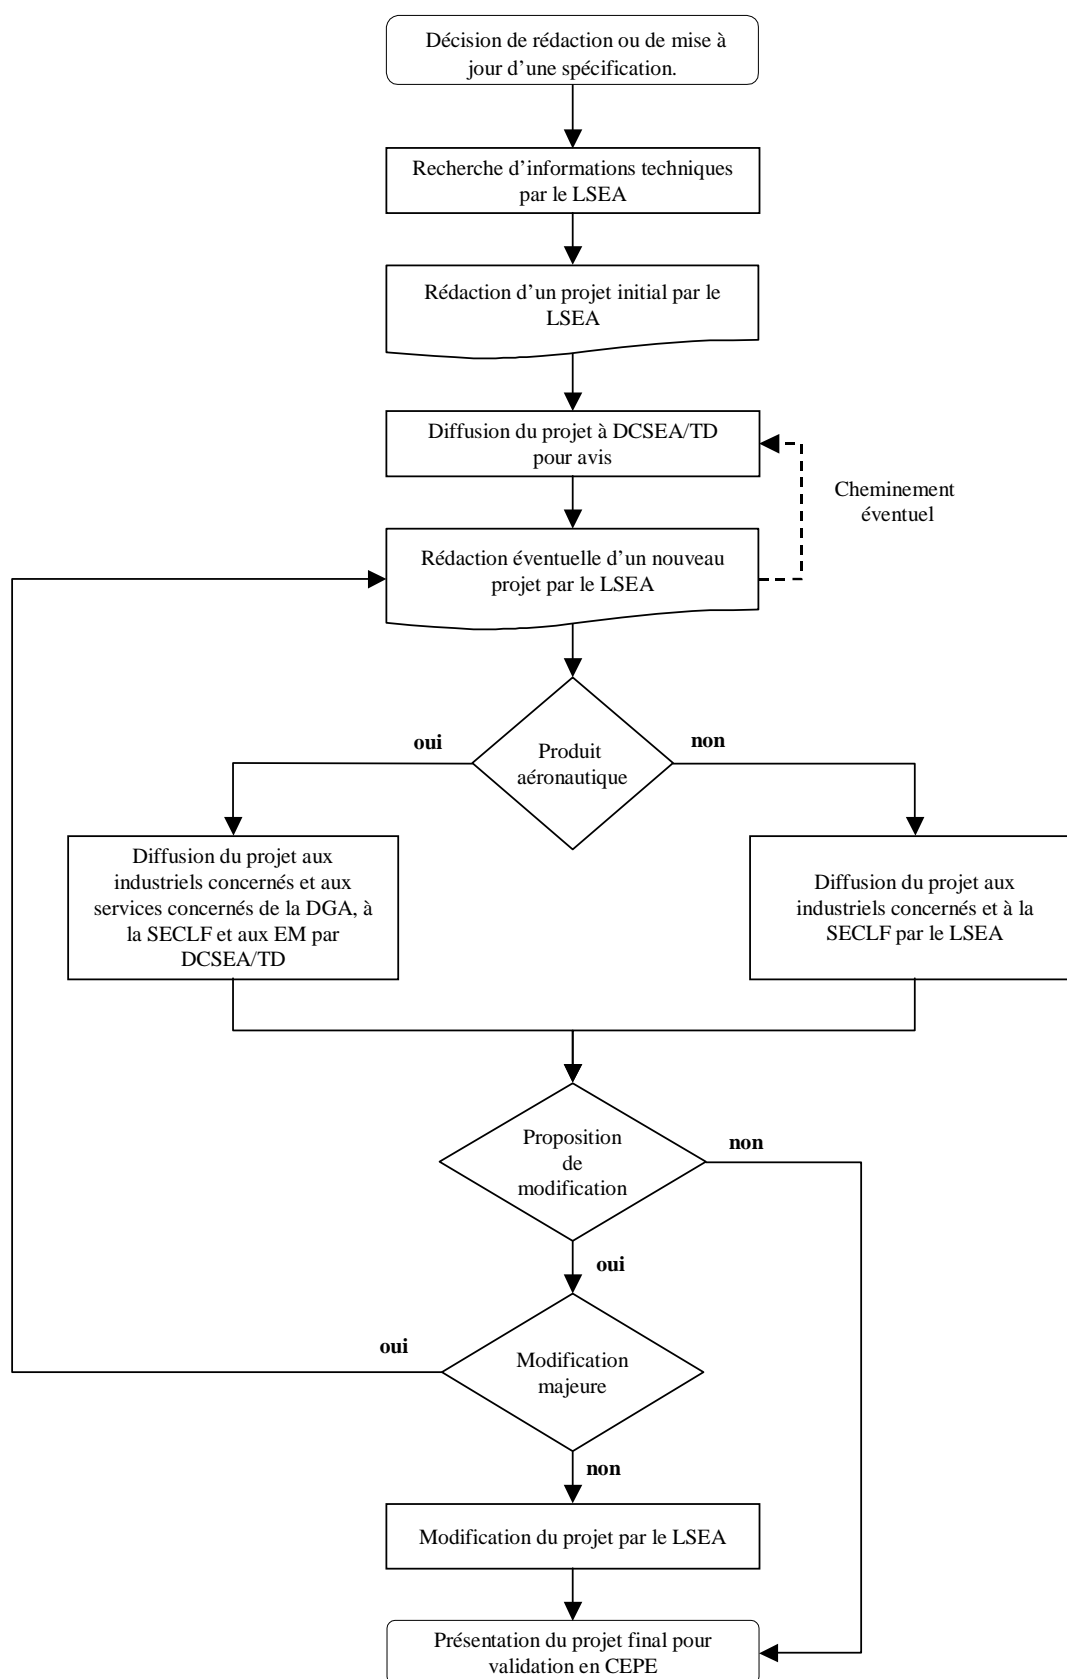 Décision de rédaction ou de mise à
jour d’une spécification.
Recherche d’informations techniques
par le LSEA
Rédaction d’un projet initial par le
LSEA
Diffusion du projet à DCSEA/TD
pour avis
Cheminement
éventuel
Rédaction éventuelle d’un nouveau
projet par le LSEA
oui
Produit
aéronautique
non
Diffusion du projet aux
industriels concernés et aux
services concernés de la DGA, à
la SECLF et aux EM par
DCSEA/TD
Diffusion du projet aux
industriels concernés et à la
SECLF par le LSEA
Proposition
de
modification
non
oui
oui
Modification
majeure
non
Modification du projet par le LSEA
Présentation du projet final pour
validation en CEPE